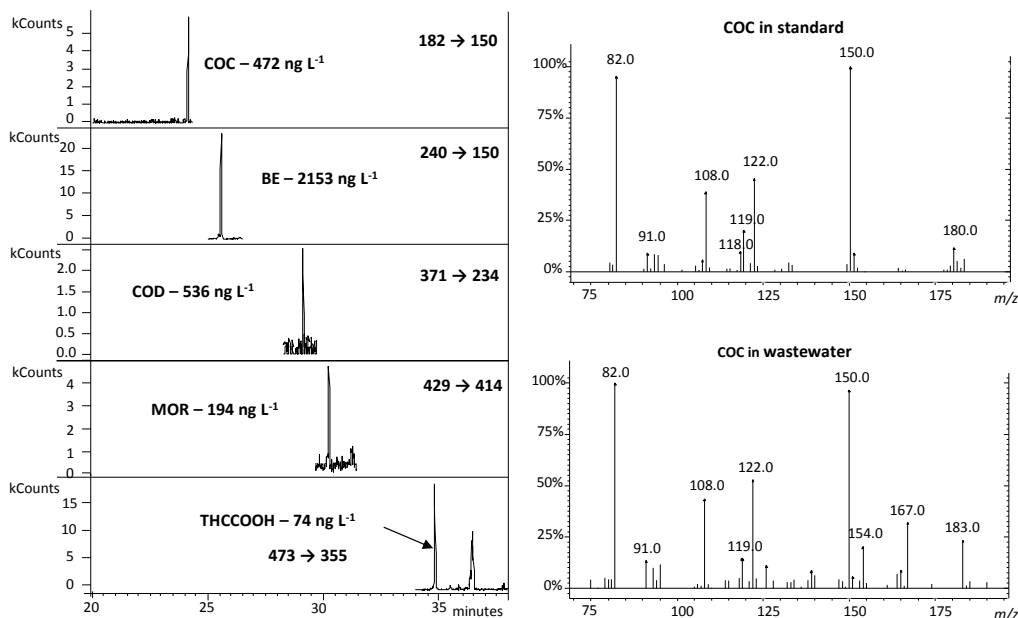 kCounts
5
4
3
2
1
0
COC – 472 ng L⁻¹
182 → 150
kCounts
20
15
10
5
0
BE – 2153 ng L⁻¹
240 → 150
kCounts
2.0
1.5
1.0
0.5
0.0
COD – 536 ng L⁻¹
371 → 234
kCounts
4
3
2
1
0
MOR – 194 ng L⁻¹
429 → 414
kCounts
15
10
5
0
THCCOOH – 74 ng L⁻¹
473 → 355
20 25 30 35 minutes
COC in standard
100%
75%
50%
25%
0%
82.0
91.0
108.0
118.0
119.0
122.0
150.0
180.0
75 100 125 150 175 m/z
COC in wastewater
100%
75%
50%
25%
0%
82.0
91.0
108.0
119.0
122.0
150.0
154.0
167.0
183.0
75 100 125 150 175 m/z